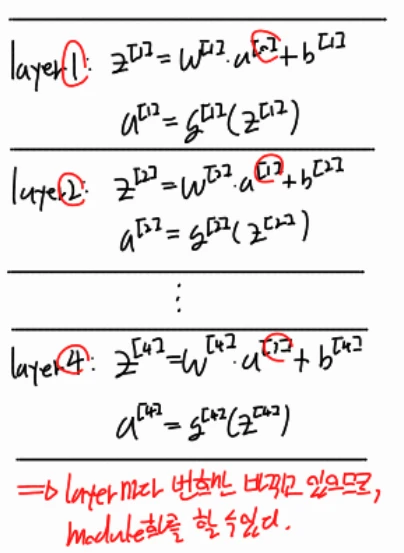 layer 1: z^[1] = w^[1] · a^[0] + b^[1]
a^[1] = g^[1](z^[1])
layer 2: z^[2] = w^[2] · a^[1] + b^[2]
a^[2] = g^[2](z^[2])
⋮
layer 4: z^[4] = w^[4] · a^[3] + b^[4]
a^[4] = g^[4](z^[4])
=> layer마다 번호만 바뀌고 있으므로,
module화를 할 수 있다.